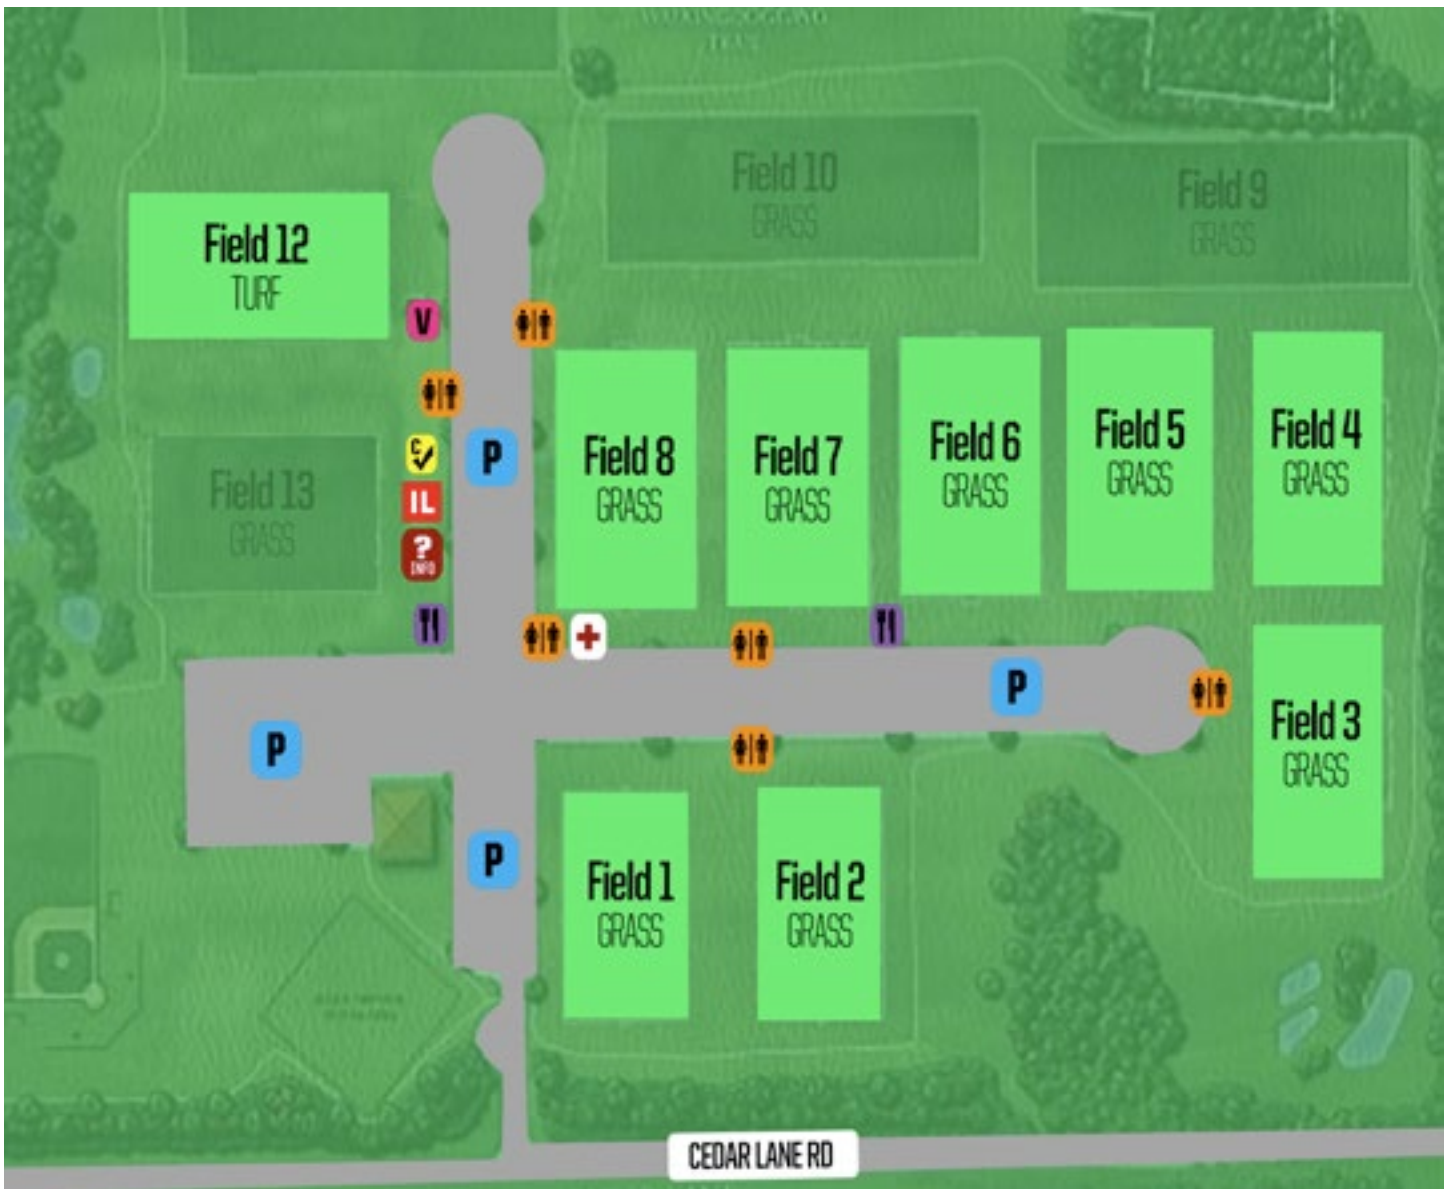 Field 10
GRASS
Field 9
GRASS
Field 12
TURF
V
P
C
IL
?
INFO
Field 13
GRASS
Field 8
GRASS
Field 7
GRASS
Field 6
GRASS
Field 5
GRASS
Field 4
GRASS
P
P
Field 3
GRASS
P
Field 1
GRASS
Field 2
GRASS
CEDAR LANE RD